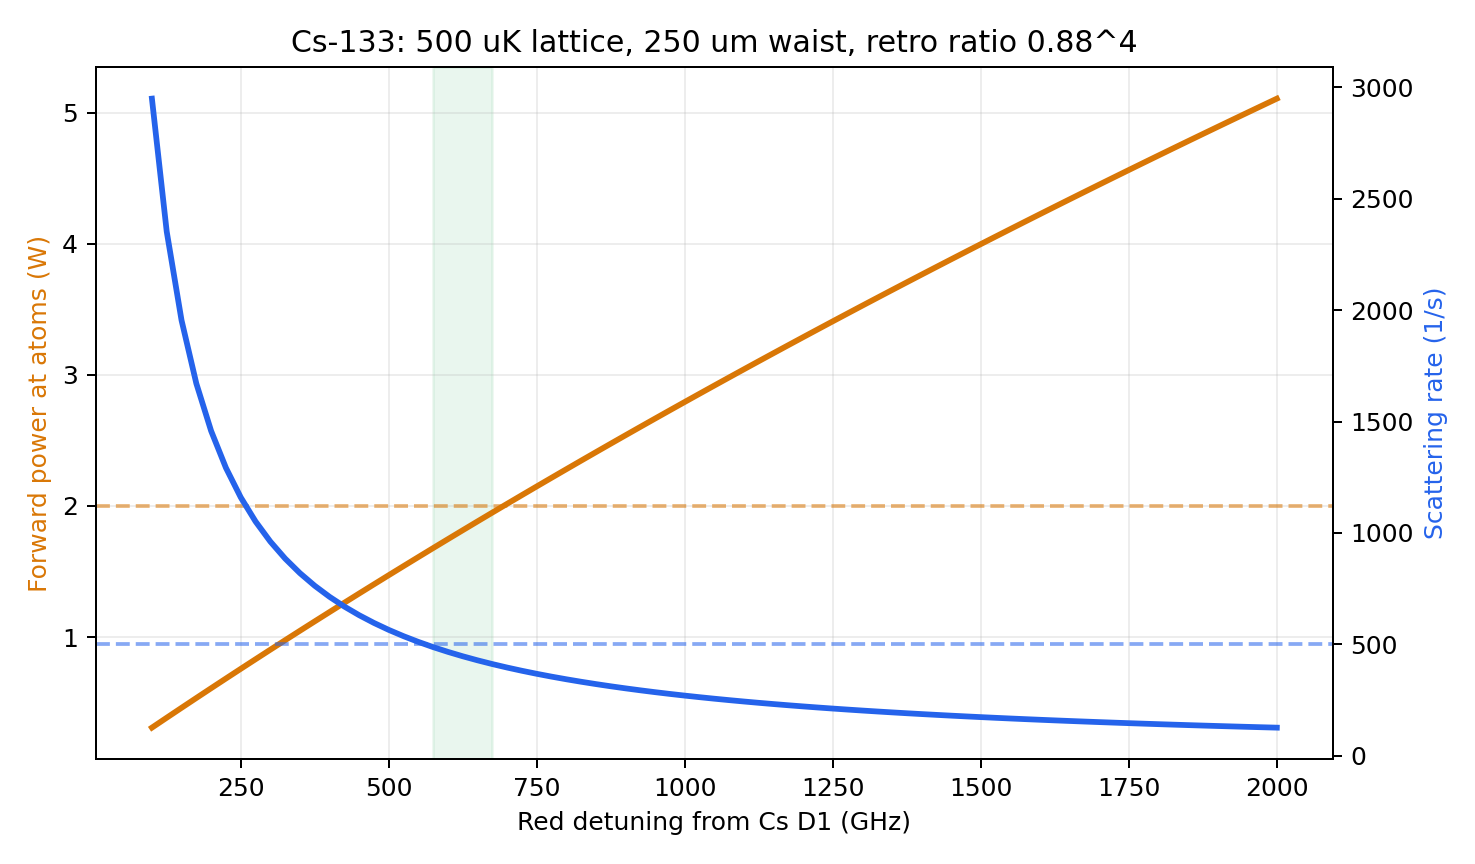 Cs-133: 500 uK lattice, 250 um waist, retro ratio 0.88^4
Forward power at atoms (W)
5
4
3
2
1
3000
2500
2000
1500
1000
500
0
Scattering rate (1/s)
250 500 750 1000 1250 1500 1750 2000
Red detuning from Cs D1 (GHz)